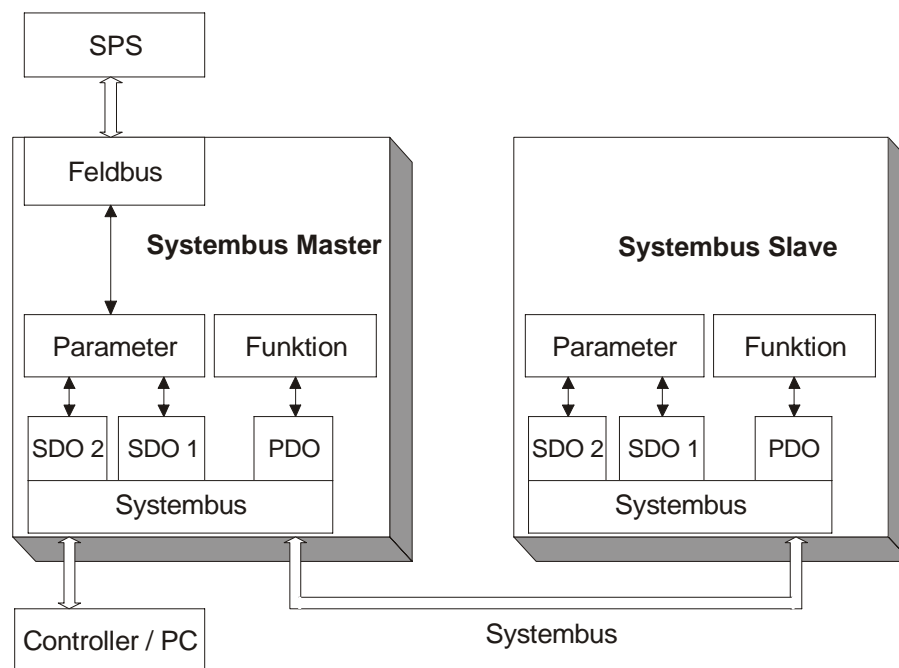 SPS
Feldbus
Systembus Master
Parameter
Funktion
SDO 2
SDO 1
PDO
Systembus
Controller / PC
Systembus Slave
Parameter
Funktion
SDO 2
SDO 1
PDO
Systembus
Systembus